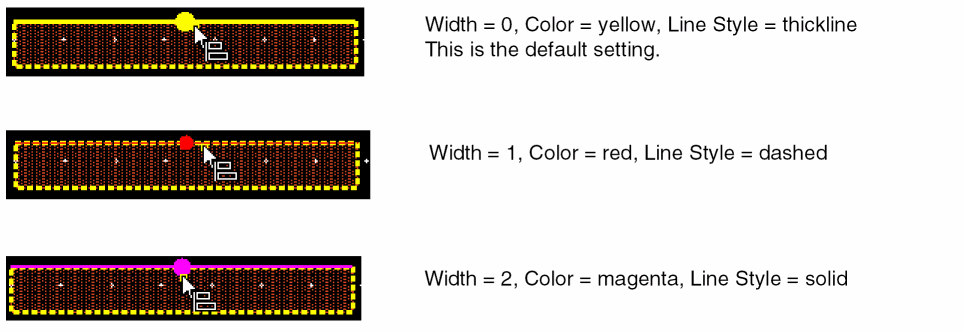 Width = 0, Color = yellow, Line Style = thickline
This is the default setting.
Width = 1, Color = red, Line Style = dashed
Width = 2, Color = magenta, Line Style = solid